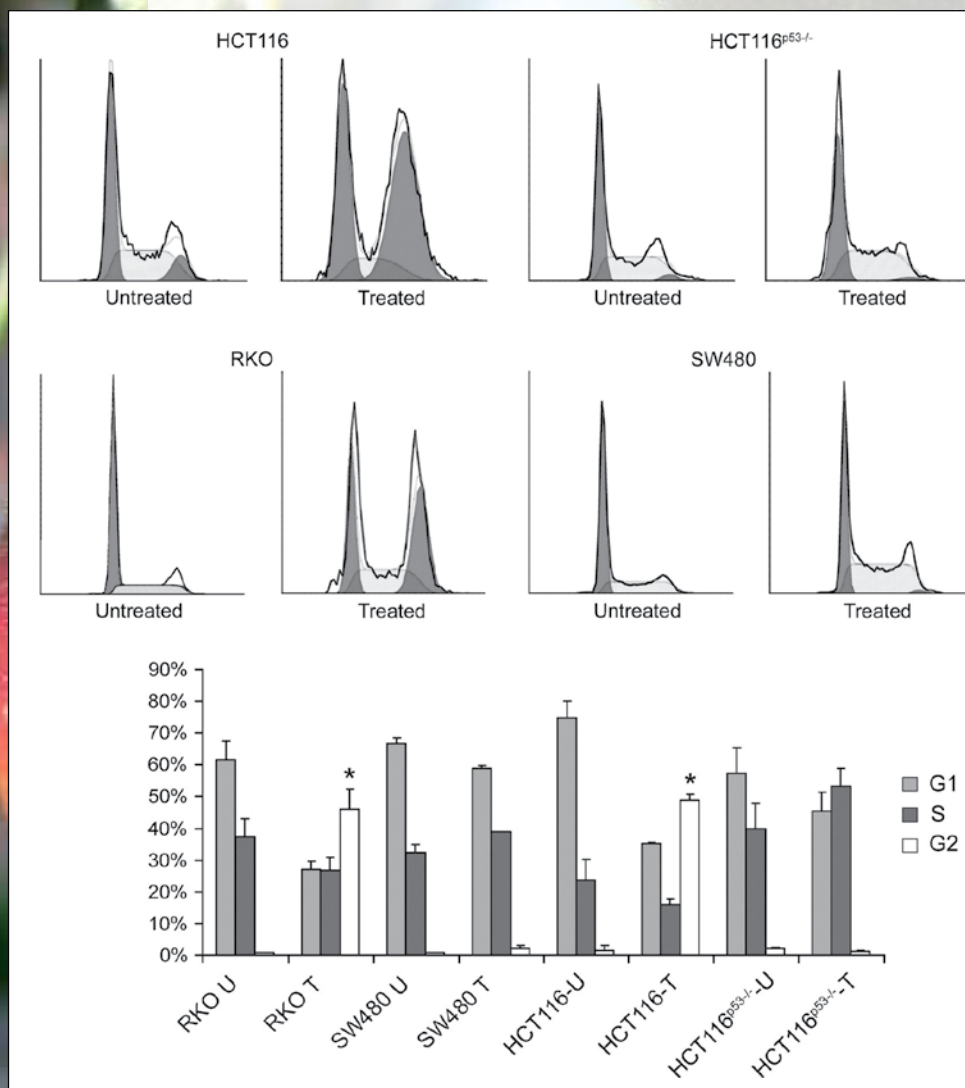 HCT116 HCT116p53-/-
Untreated Treated Untreated Treated
RKO SW480
Untreated Treated Untreated Treated
90%
80%
70%
60%
50%
40%
30%
20%
10%
0%
* *
G1
S
G2
RKO U
RKO T
SW480 U
SW480 T
HCT116-U
HCT116-T
HCT116p53-/--U
HCT116p53-/--T